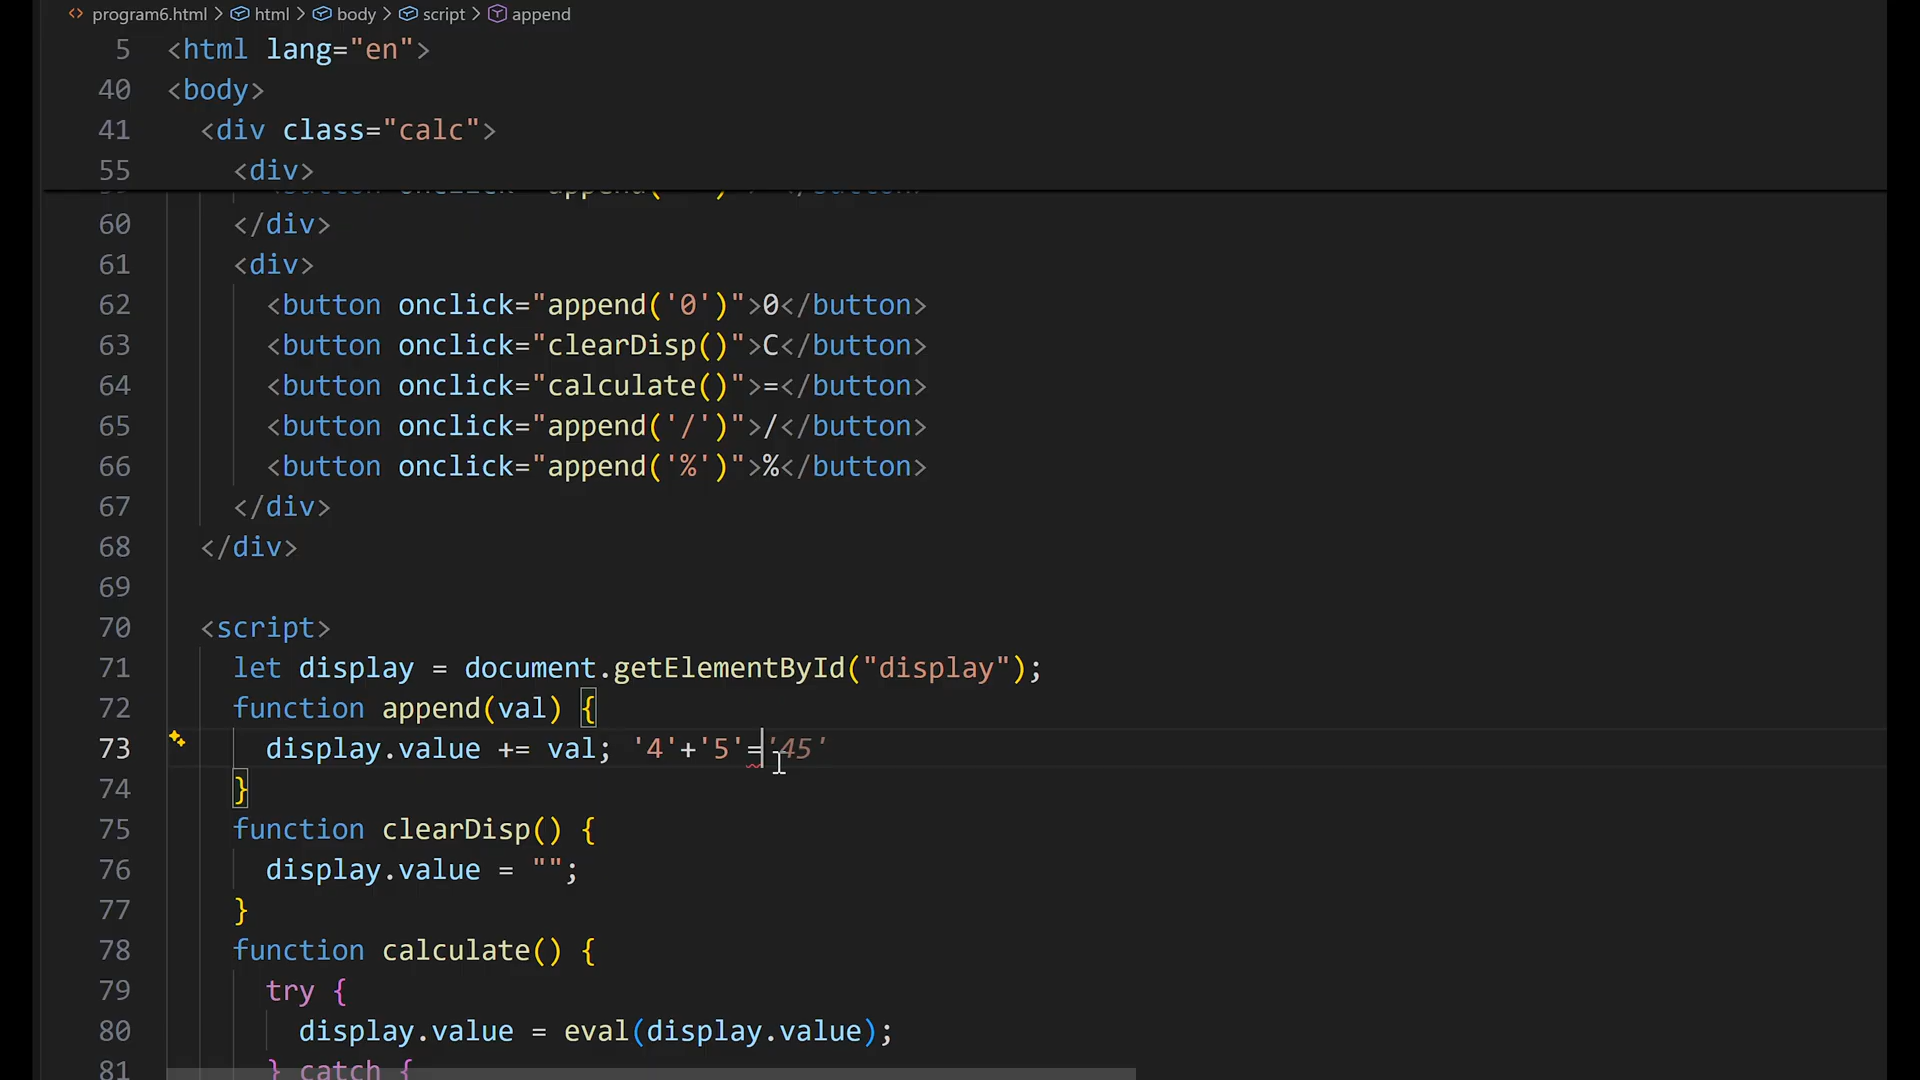 program6.html > html > body > script > append
5 <html lang="en">
40 <body>
41 <div class="calc">
55 <div>
60 </div>
61 <div>
62 <button onclick="append('0')">0</button>
63 <button onclick="clearDisp()">C</button>
64 <button onclick="calculate()">=</button>
65 <button onclick="append('/')">/</button>
66 <button onclick="append('%')">%</button>
67 </div>
68 </div>
69
70 <script>
71 let display = document.getElementById("display");
72 function append(val) {
73 display.value += val; '4'+'5'='45'
74 }
75 function clearDisp() {
76 display.value = "";
77 }
78 function calculate() {
79 try {
80 display.value = eval(display.value);
81 } catch {